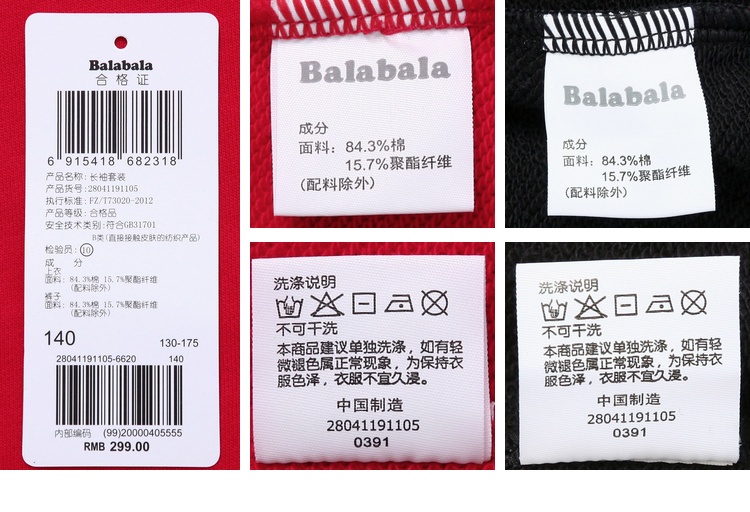 Balabala
合格证
6 915418 682318
产品名称:长袖套装
产品货号:28041191105
执行标准:FZ/T73020-2012
产品等级:合格品
安全技术类别:符合GB31701
B类(直接接触皮肤的纺织产品)
检验员:10
成 分
上衣
面料: 84.3%棉 15.7%聚酯纤维
(配料除外)
裤子
面料: 84.3%棉 15.7%聚酯纤维
(配料除外)
140 130-175
28041191105-6620 140
内部编码 (99)20000405555
RMB 299.00
Balabala
成分
面料: 84.3%棉
15.7%聚酯纤维
(配料除外)
Balabala
成分
面料: 84.3%棉
15.7%聚酯纤维
(配料除外)
洗涤说明
不可干洗
本商品建议单独洗涤，如有轻
微褪色属正常现象，为保持衣
服色泽，衣服不宜久浸。
中国制造
28041191105
0391
洗涤说明
不可干洗
本商品建议单独洗涤，如有轻
微褪色属正常现象，为保持衣
服色泽，衣服不宜久浸。
中国制造
28041191105
0391